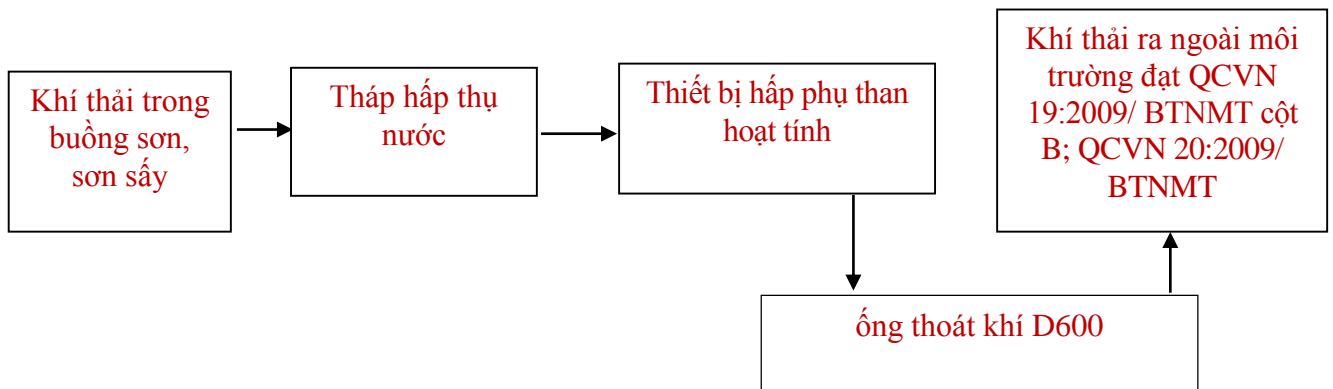 Khí thải trong
buồng sơn,
sơn sấy
Tháp hấp thụ
nước
Thiết bị hấp phụ than
hoạt tính
Khí thải ra ngoài môi
trường đạt QCVN
19:2009/ BTNMT cột
B; QCVN 20:2009/
BTNMT
ống thoát khí D600